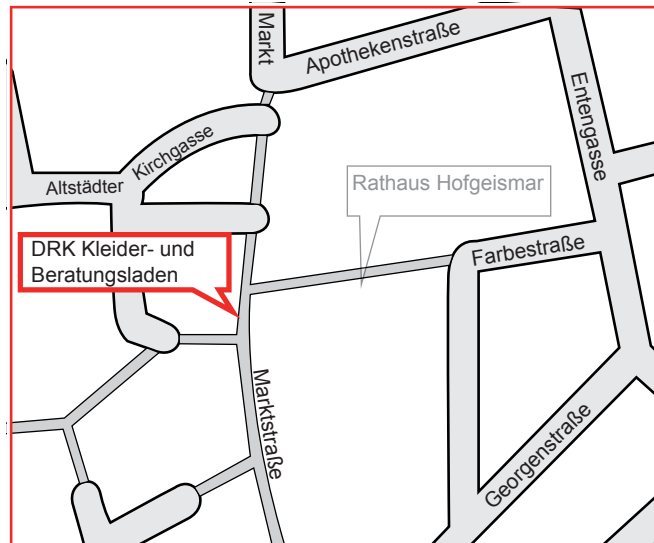 Markt
Apothekenstraße
Entengasse
Kirchgasse
Altstädter
Rathaus Hofgeismar
DRK Kleider- und
Beratungsladen
Farbestraße
Marktstraße
Georgenstraße